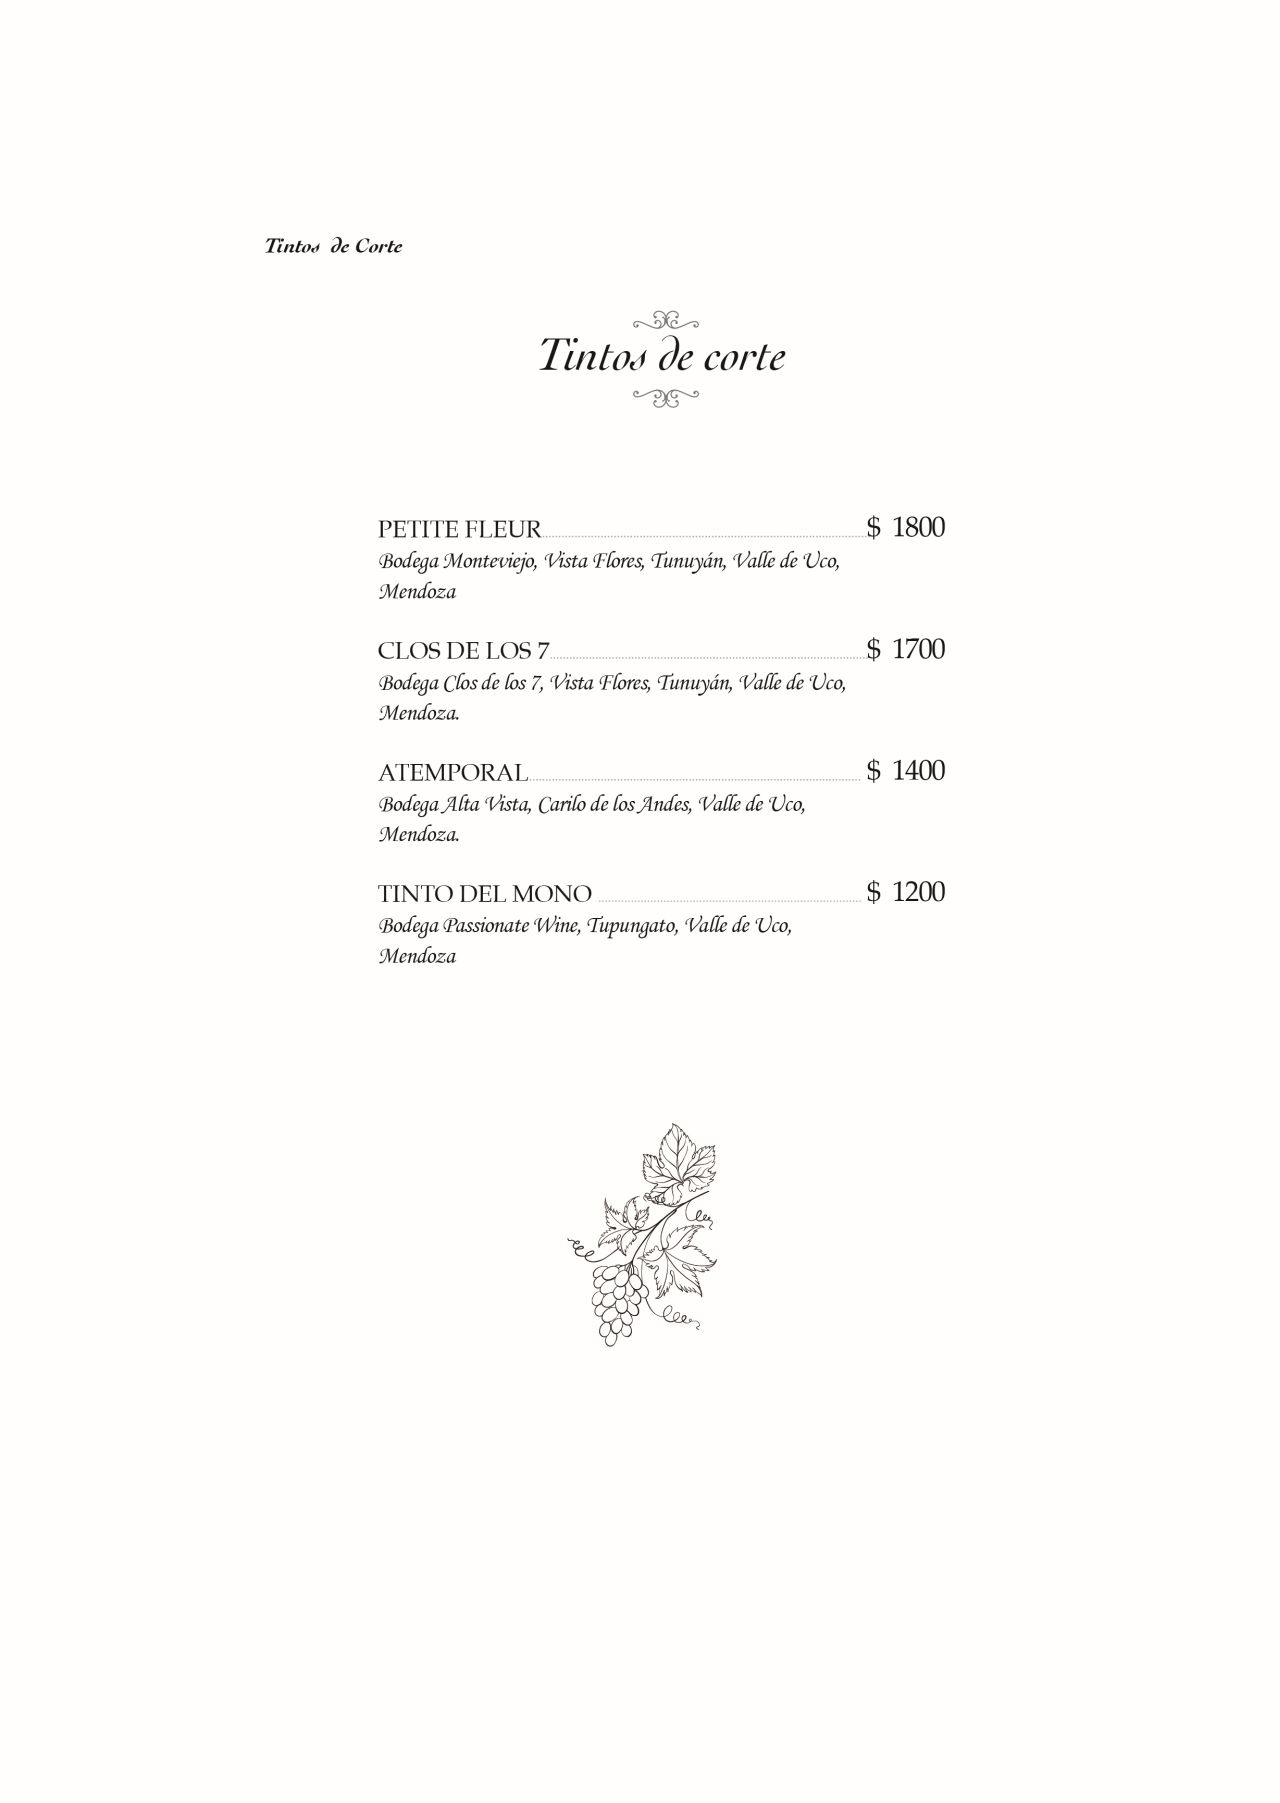 Tintos de Corte
Tintos de corte
PETITE FLEUR $ 1800
Bodega Monteviejo, Vista Flores, Tunuyán, Valle de Uco,
Mendoza
CLOS DE LOS 7 $ 1700
Bodega Clos de los 7, Vista Flores, Tunuyán, Valle de Uco,
Mendoza.
ATEMPORAL $ 1400
Bodega Alta Vista, Carilo de los Andes, Valle de Uco,
Mendoza.
TINTO DEL MONO $ 1200
Bodega Passionate Wine, Tupungato, Valle de Uco,
Mendoza